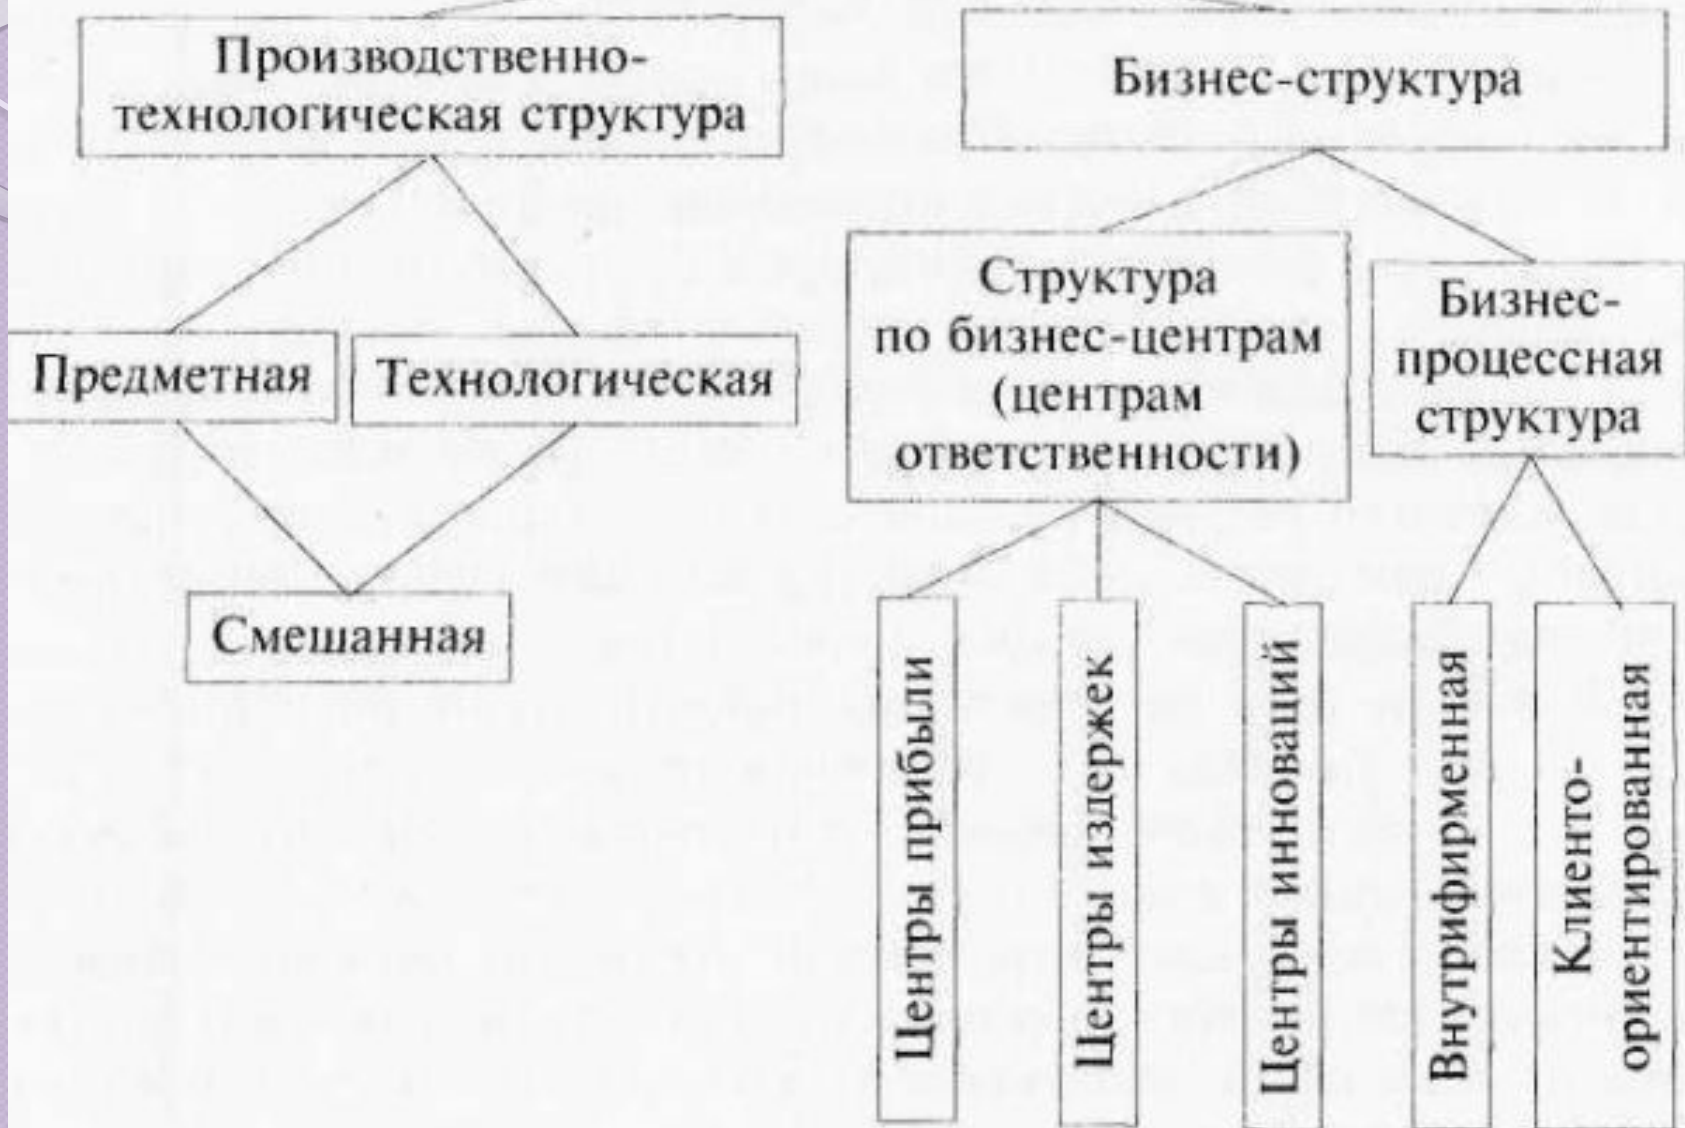 Производственно-
технологическая структура
Бизнес-структура
Структура
по бизнес-центрам
(центрам
ответственности)
Бизнес-
процессная
структура
Предметная
Технологическая
Смешанная
Центры прибыли
Центры издержек
Центры инноваций
Внутрифирменная
Клиенто-
ориентированная